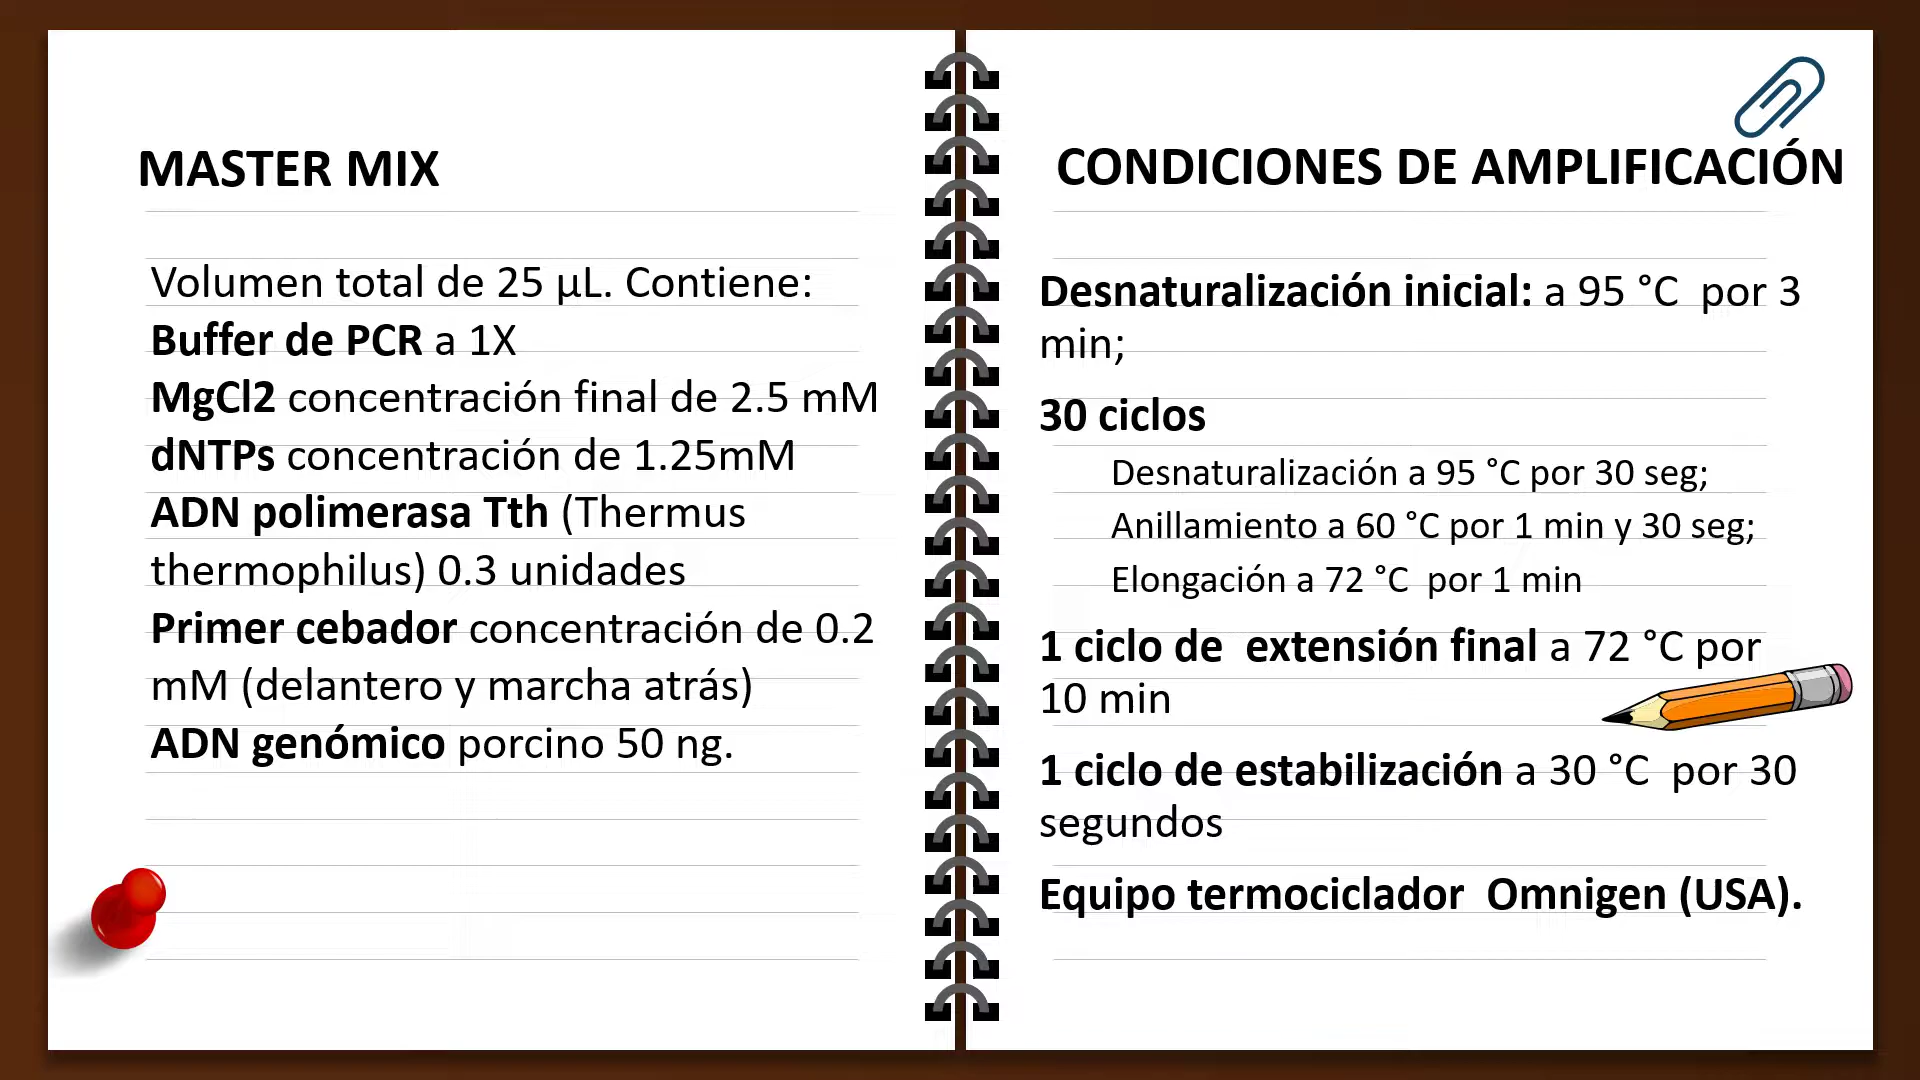 MASTER MIX
Volumen total de 25 µL. Contiene:
Buffer de PCR a 1X
MgCl2 concentración final de 2.5 mM
dNTPs concentración de 1.25mM
ADN polimerasa Tth (Thermus
thermophilus) 0.3 unidades
Primer cebador concentración de 0.2
mM (delantero y marcha atrás)
ADN genómico porcino 50 ng.
CONDICIONES DE AMPLIFICACIÓN
Desnaturalización inicial: a 95 °C por 3
min;
30 ciclos
Desnaturalización a 95 °C por 30 seg;
Anillamiento a 60 °C por 1 min y 30 seg;
Elongación a 72 °C por 1 min
1 ciclo de extensión final a 72 °C por
10 min
1 ciclo de estabilización a 30 °C por 30
segundos
Equipo termociclador Omnigen (USA).